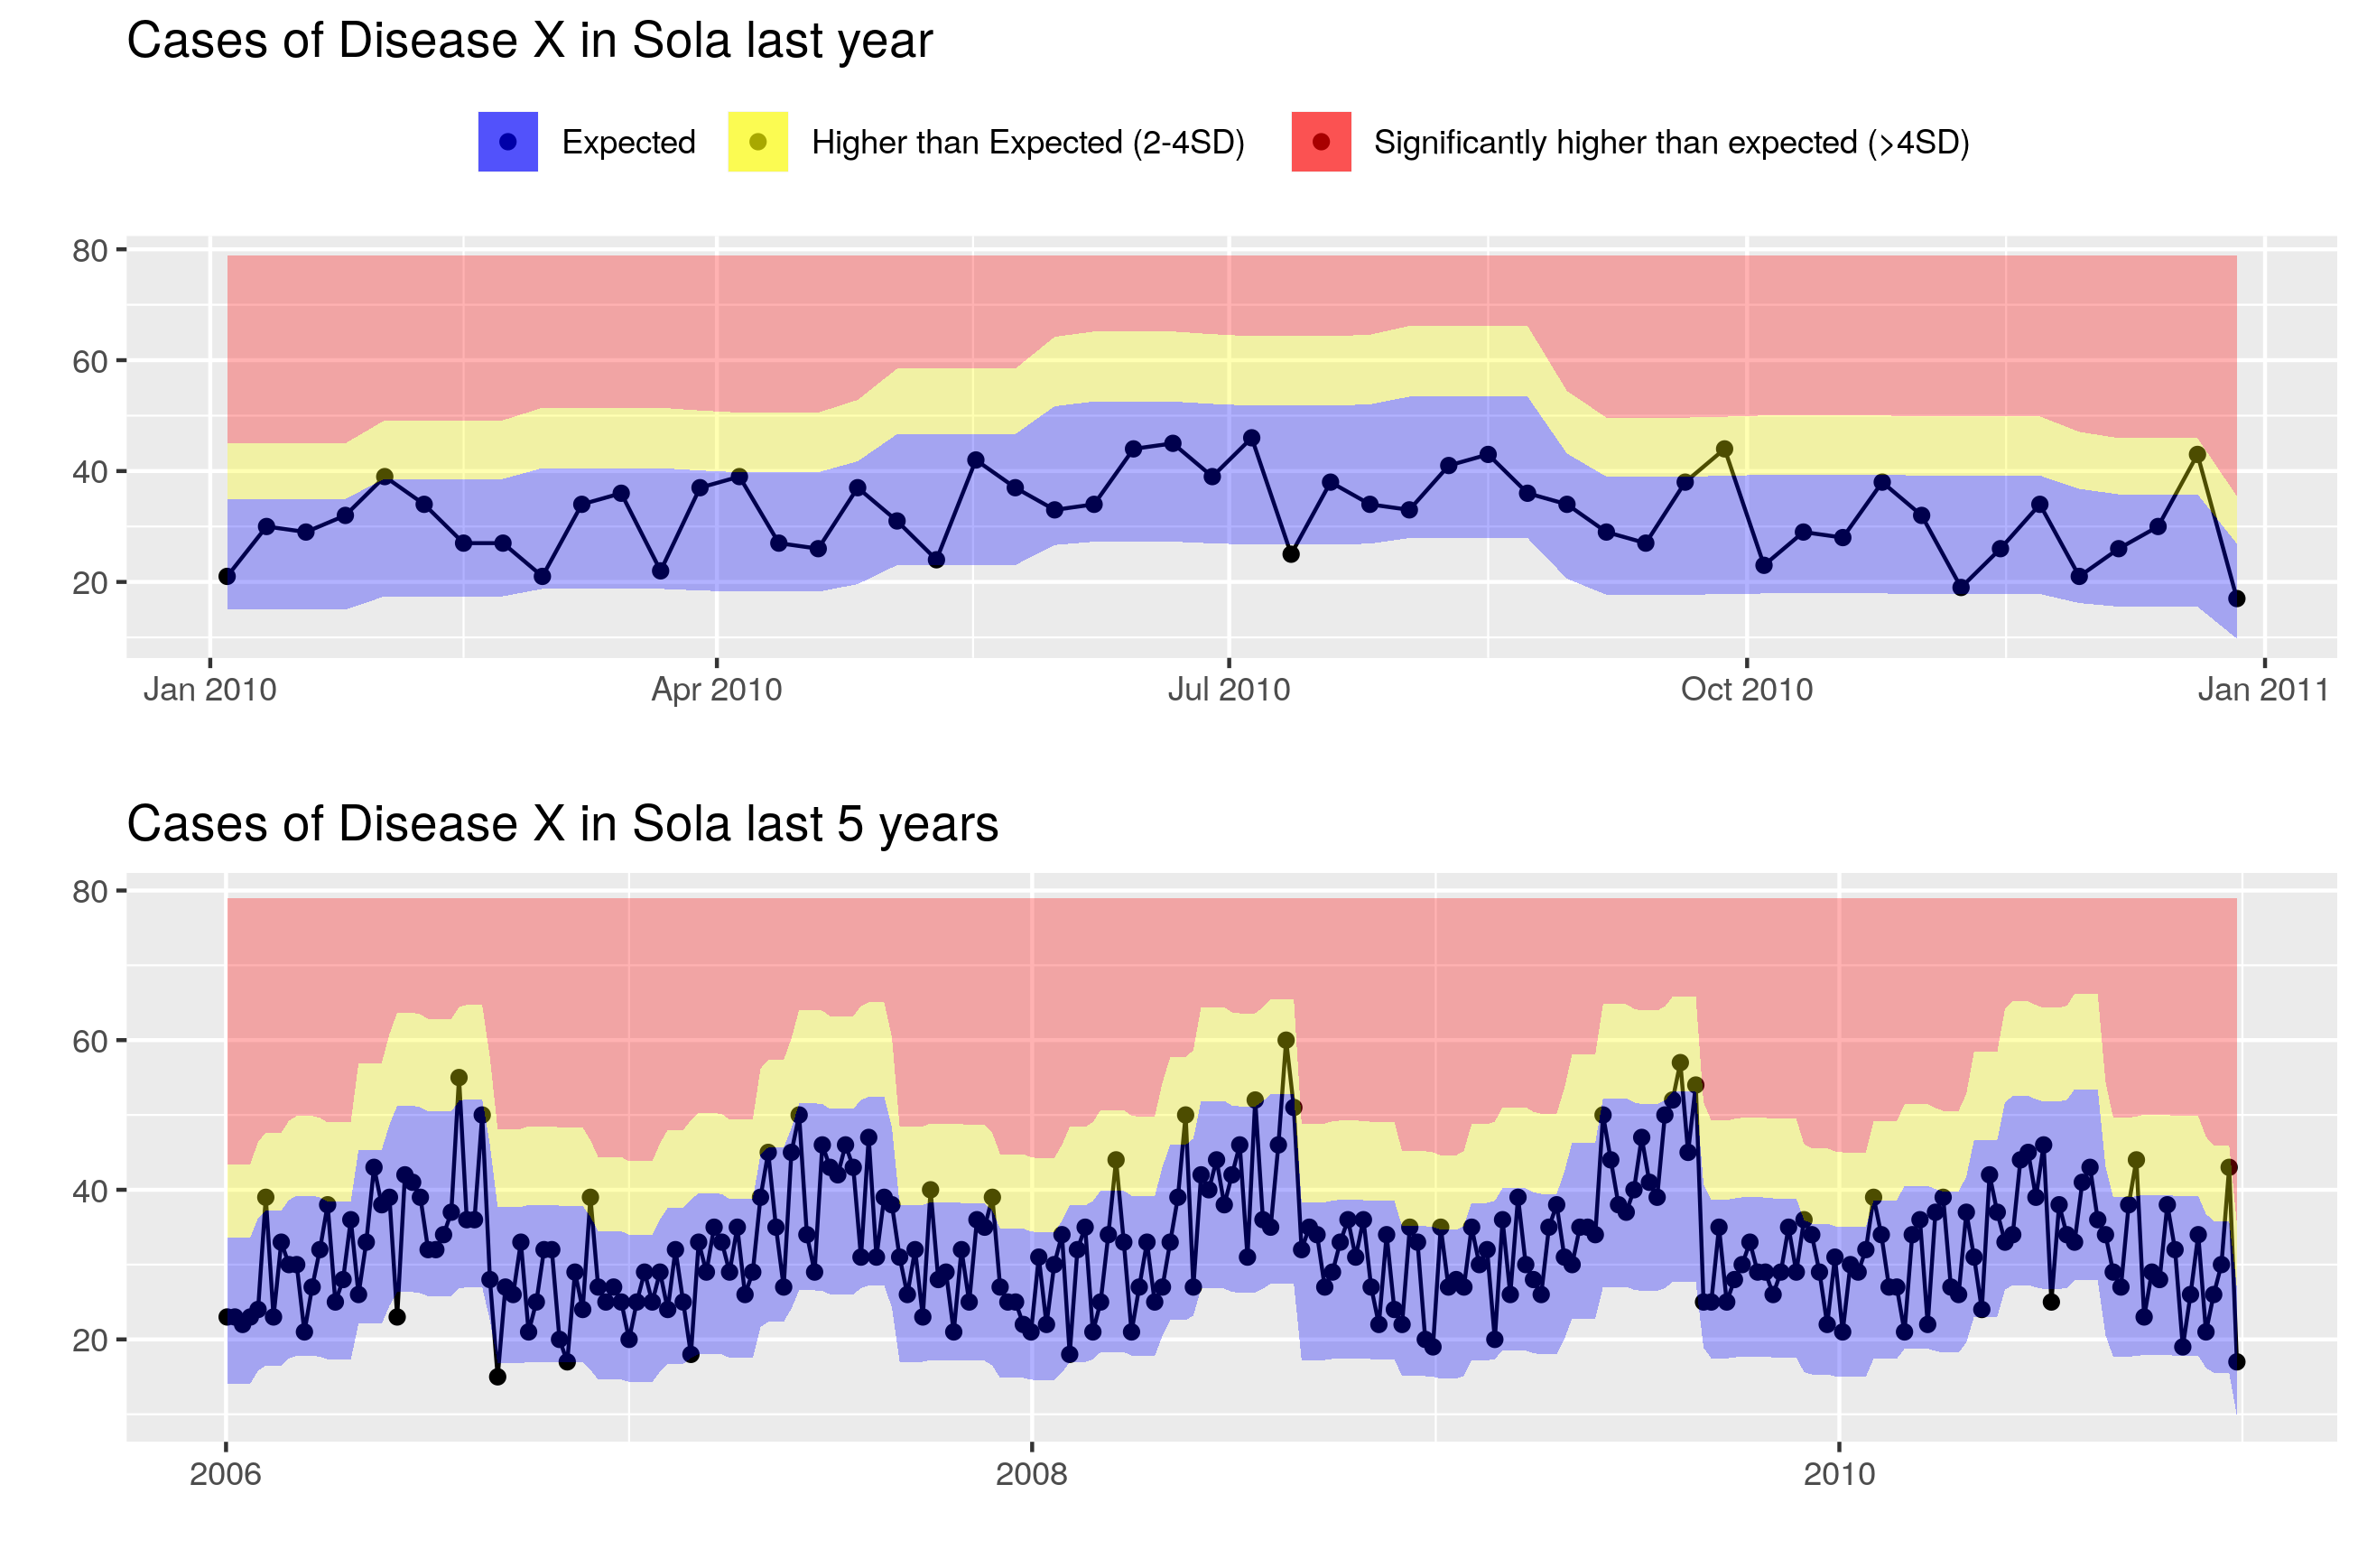 Cases of Disease X in Sola last year
Expected Higher than Expected (2-4SD) Significantly higher than expected (>4SD)
80
60
40
20
Jan 2010 Apr 2010 Jul 2010 Oct 2010 Jan 2011
Cases of Disease X in Sola last 5 years
80
60
40
20
2006 2008 2010